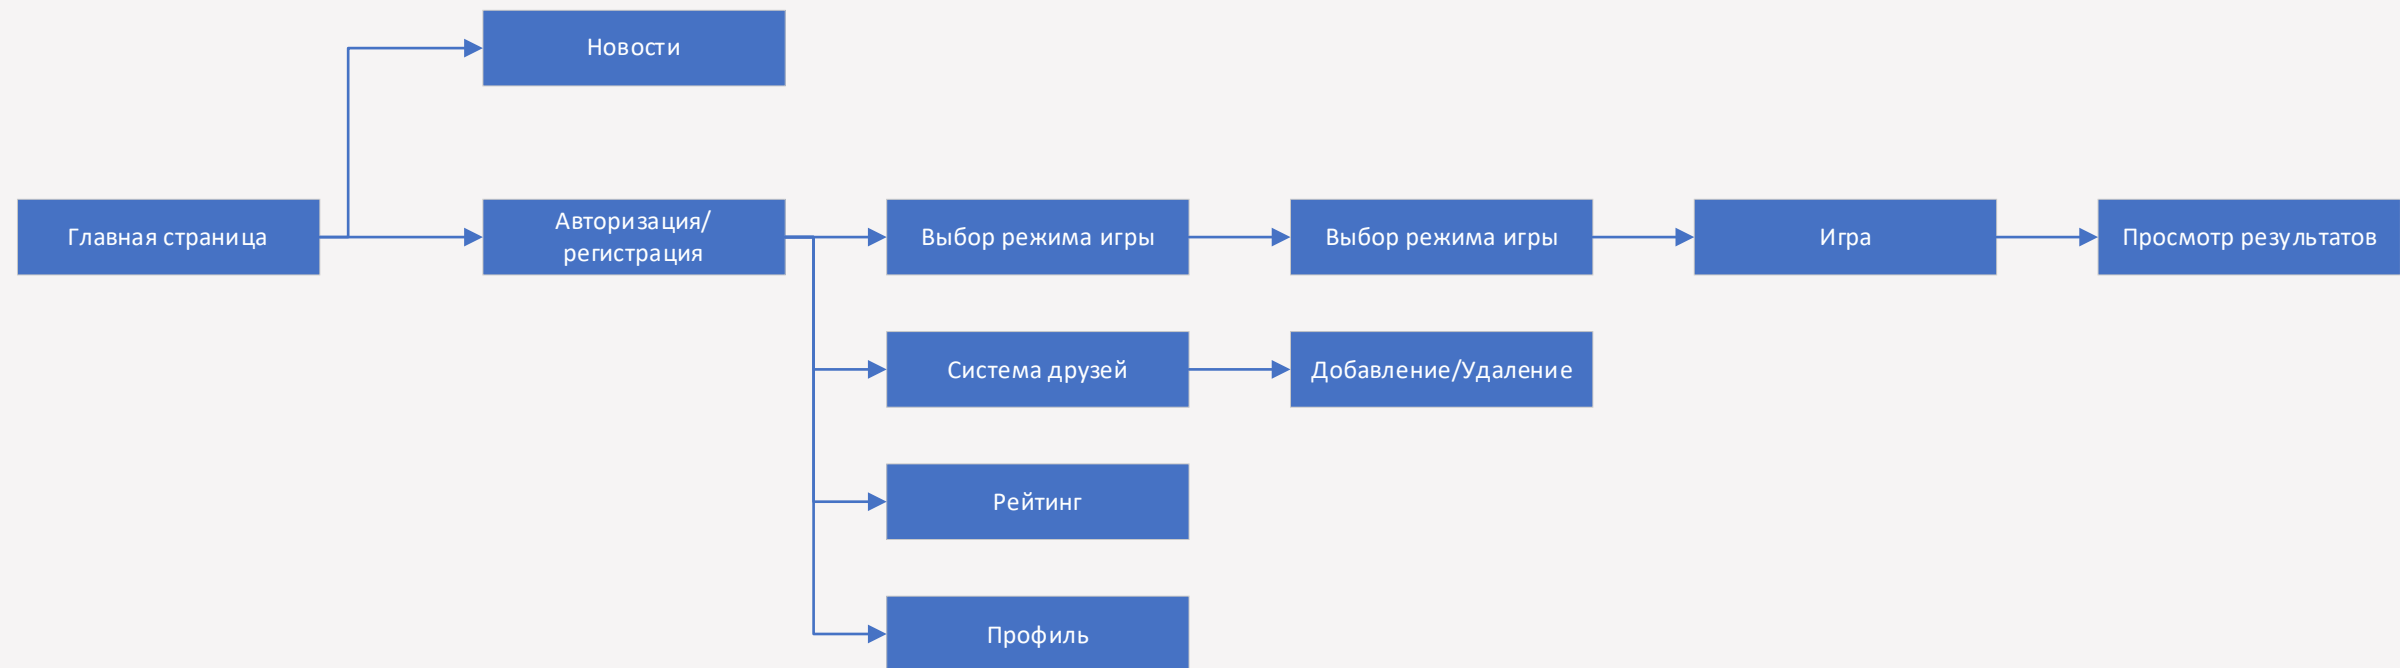 Новости
Главная страница
Авторизация/
регистрация
Выбор режима игры
Выбор режима игры
Игра
Просмотр результатов
Система друзей
Добавление/Удаление
Рейтинг
Профиль